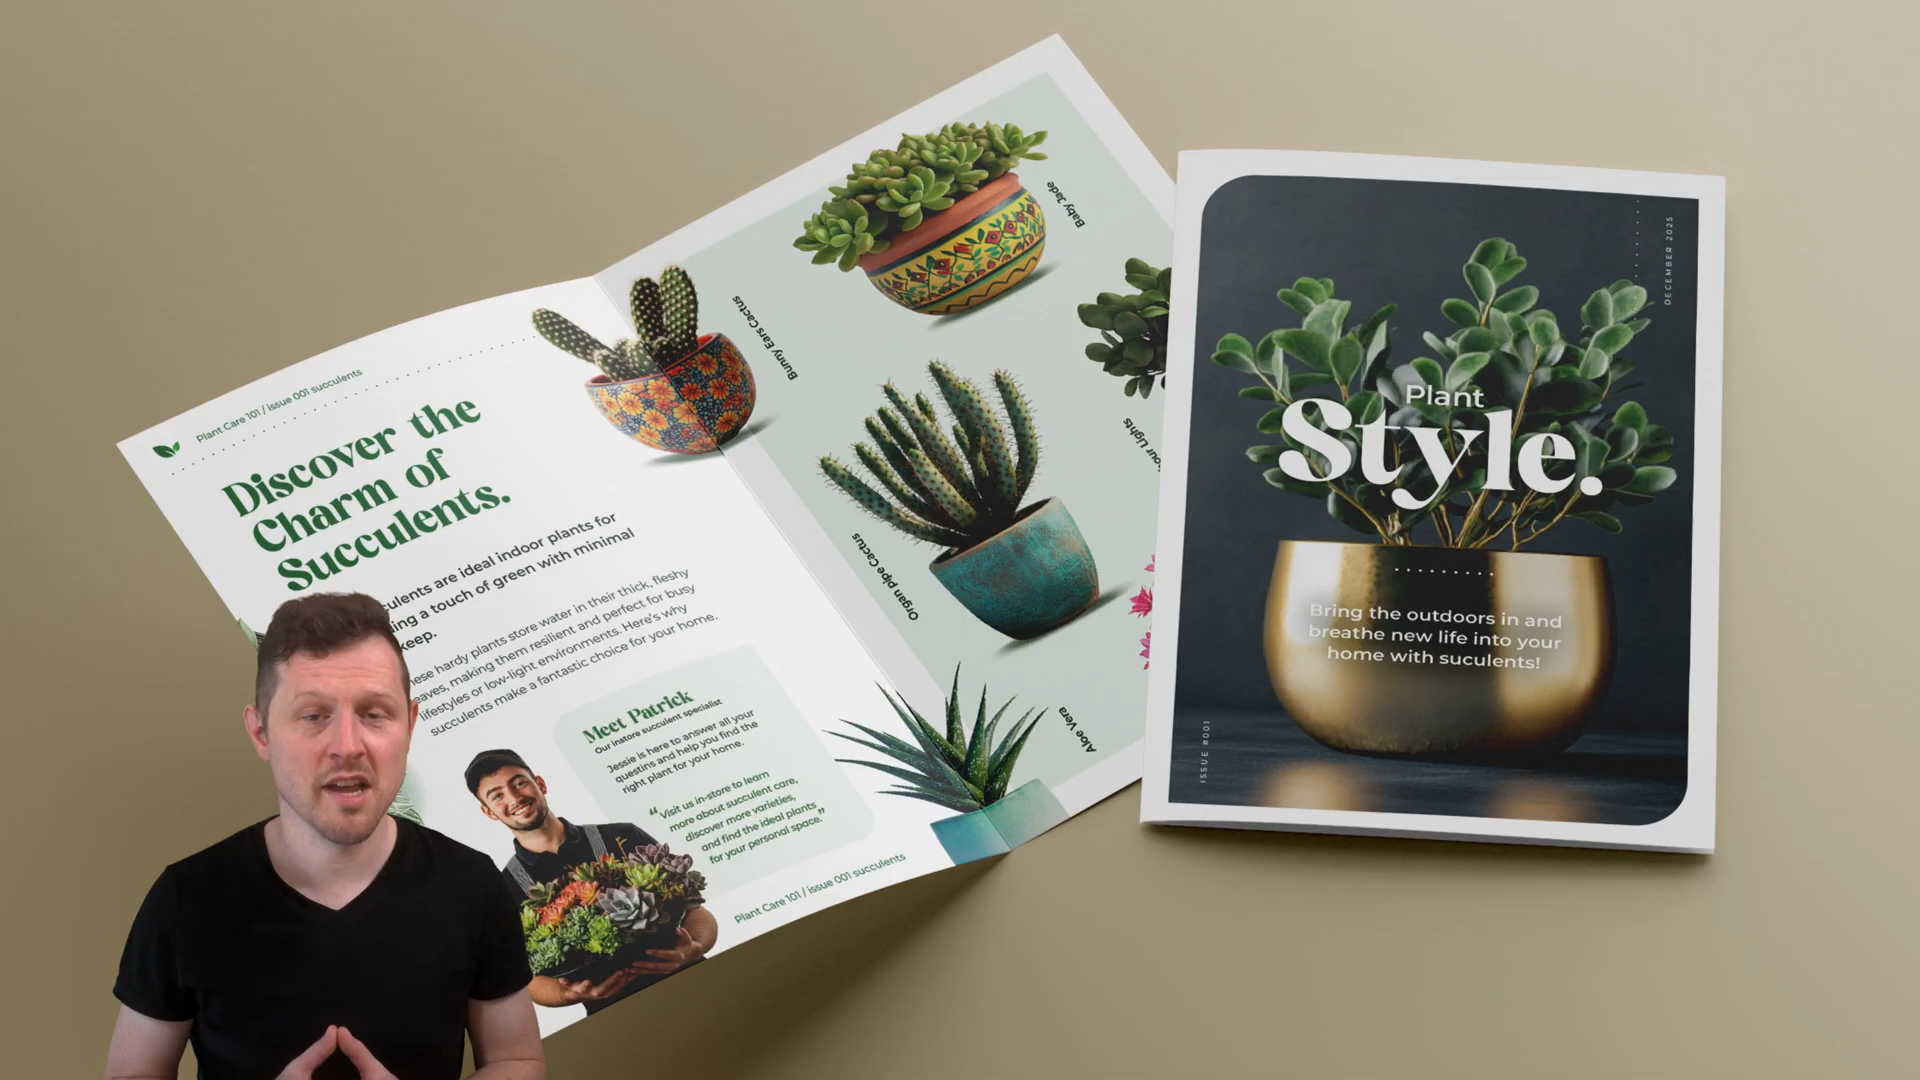 Plant Care 101 / issue 001 succulents
Discover the
Charm of
Succulents.
are ideal indoor plants for
a touch of green with minimal
keep.
hardy plants store water in their thick, fleshy
making them resilient and perfect for busy
lifestyles or low-light environments. Here's why
succulents make a fantastic choice for your home.
Meet Patrick
Our instore succulent specialist
Jessie is here to answer all your
questins and help you find the
right plant for your home.
“Visit us in-store to learn
more about succulent care,
discover more varieties,
and find the ideal plants
for your personal space.”
Plant Care 101 / issue 001 succulents
Bunny Ears Cactus
Baby Jade
Organ pipe Cactus
Lights
Aloe Vera
DECEMBER 2025
Plant
Style.
Bring the outdoors in and
breathe new life into your
home with suculents!
ISSUE #001